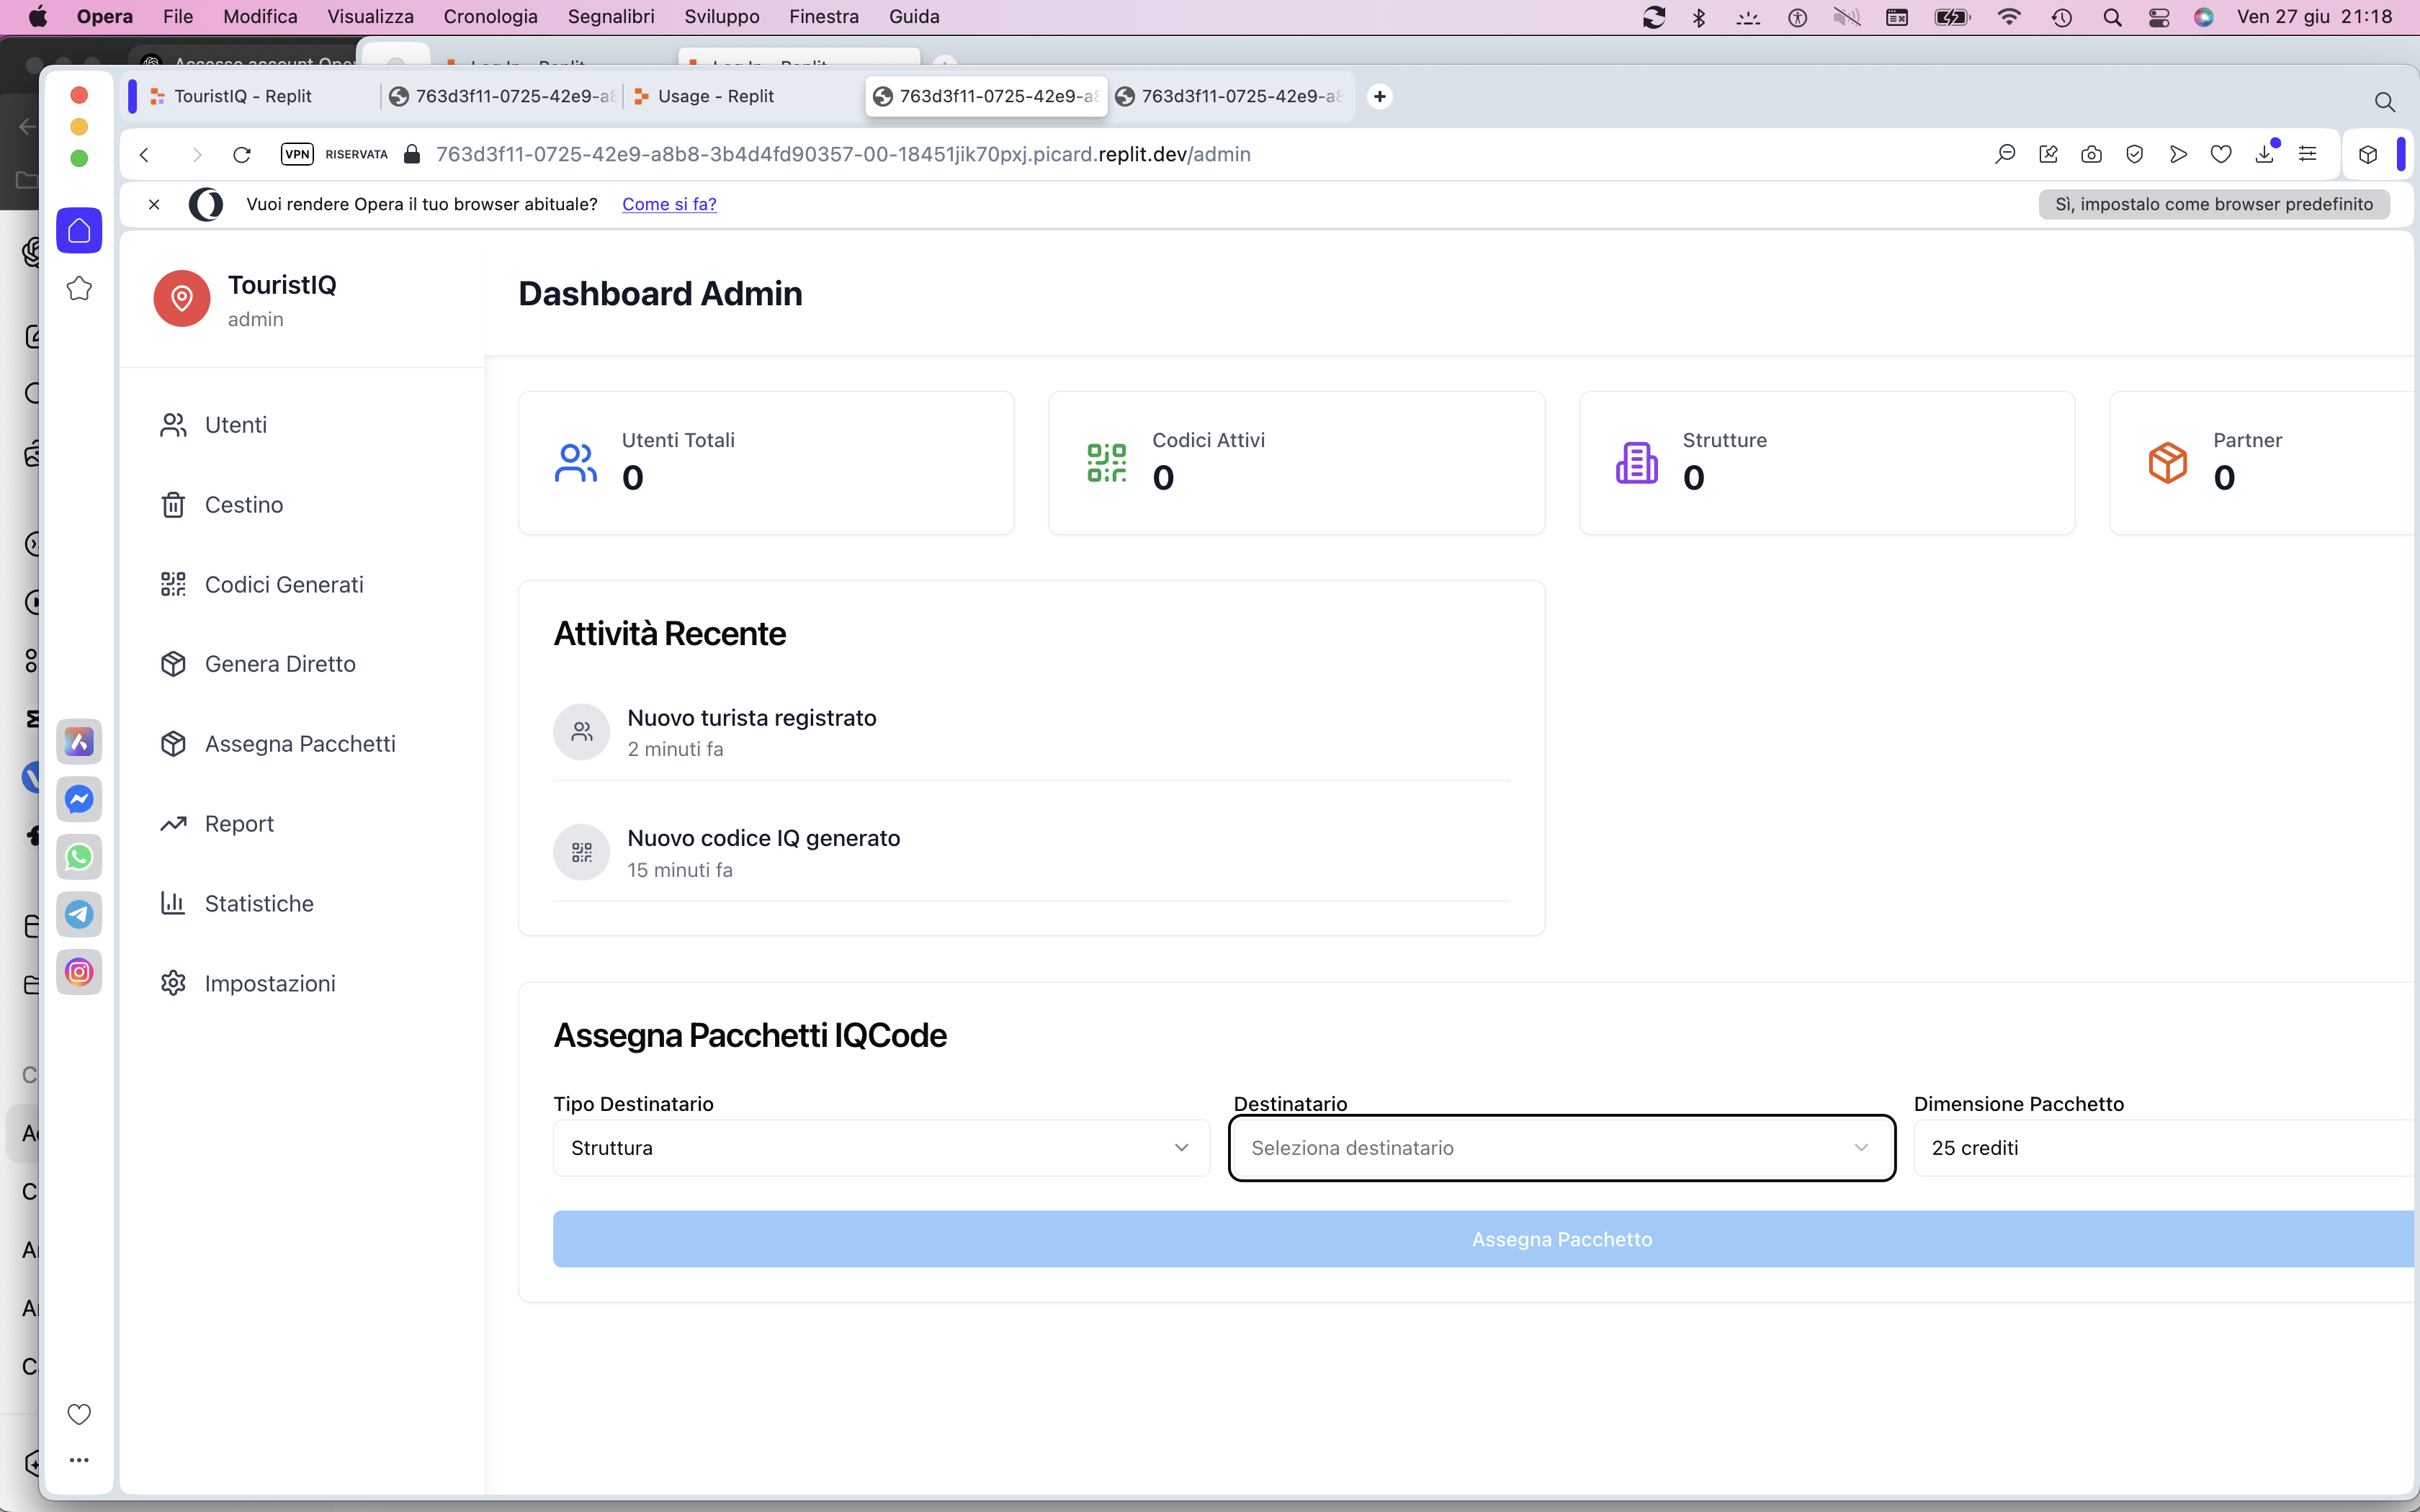 Opera File Modifica Visualizza Cronologia Segnalibri Sviluppo Finestra Guida Ven 27 giu 21:18
TouristIQ - Replit 763d3f11-0725-42e9-a8 Usage - Replit 763d3f11-0725-42e9-a8 763d3f11-0725-42e9-a8
VPN RISERVATA 763d3f11-0725-42e9-a8b8-3b4d4fd90357-00-18451jik70pxj.picard.replit.dev/admin
Vuoi rendere Opera il tuo browser abituale? Come si fa? Sì, impostalo come browser predefinito
TouristIQ
admin
Utenti
Cestino
Codici Generati
Genera Diretto
Assegna Pacchetti
Report
Statistiche
Impostazioni
Dashboard Admin
Utenti Totali
0
Codici Attivi
0
Strutture
0
Partner
0
Attività Recente
Nuovo turista registrato
2 minuti fa
Nuovo codice IQ generato
15 minuti fa
Assegna Pacchetti IQCode
Tipo Destinatario
Struttura
Destinatario
Seleziona destinatario
Dimensione Pacchetto
25 crediti
Assegna Pacchetto